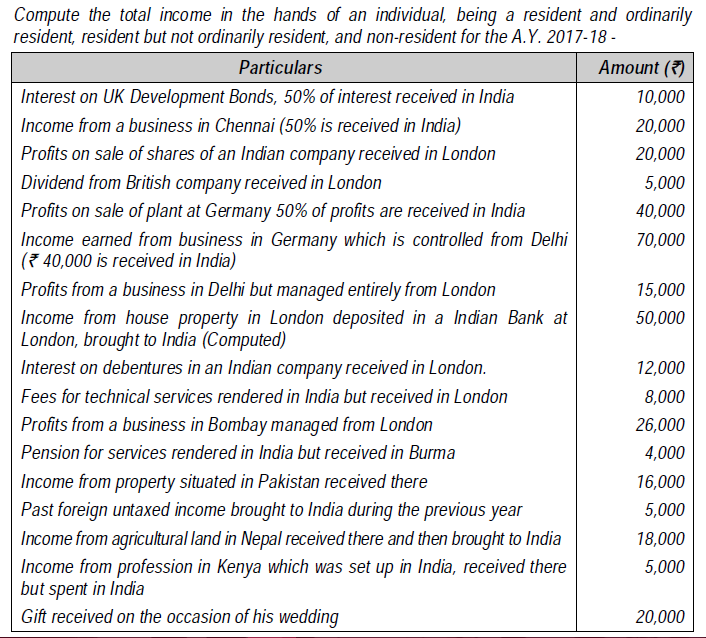 Compute the total income in the hands of an individual, being a resident and ordinarily
resident, resident but not ordinarily resident, and non-resident for the A.Y. 2017-18 -
Particulars Amount (₹)
Interest on UK Development Bonds, 50% of interest received in India 10,000
Income from a business in Chennai (50% is received in India) 20,000
Profits on sale of shares of an Indian company received in London 20,000
Dividend from British company received in London 5,000
Profits on sale of plant at Germany 50% of profits are received in India 40,000
Income earned from business in Germany which is controlled from Delhi 70,000
(₹ 40,000 is received in India)
Profits from a business in Delhi but managed entirely from London 15,000
Income from house property in London deposited in a Indian Bank at 50,000
London, brought to India (Computed)
Interest on debentures in an Indian company received in London. 12,000
Fees for technical services rendered in India but received in London 8,000
Profits from a business in Bombay managed from London 26,000
Pension for services rendered in India but received in Burma 4,000
Income from property situated in Pakistan received there 16,000
Past foreign untaxed income brought to India during the previous year 5,000
Income from agricultural land in Nepal received there and then brought to India 18,000
Income from profession in Kenya which was set up in India, received there 5,000
but spent in India
Gift received on the occasion of his wedding 20,000